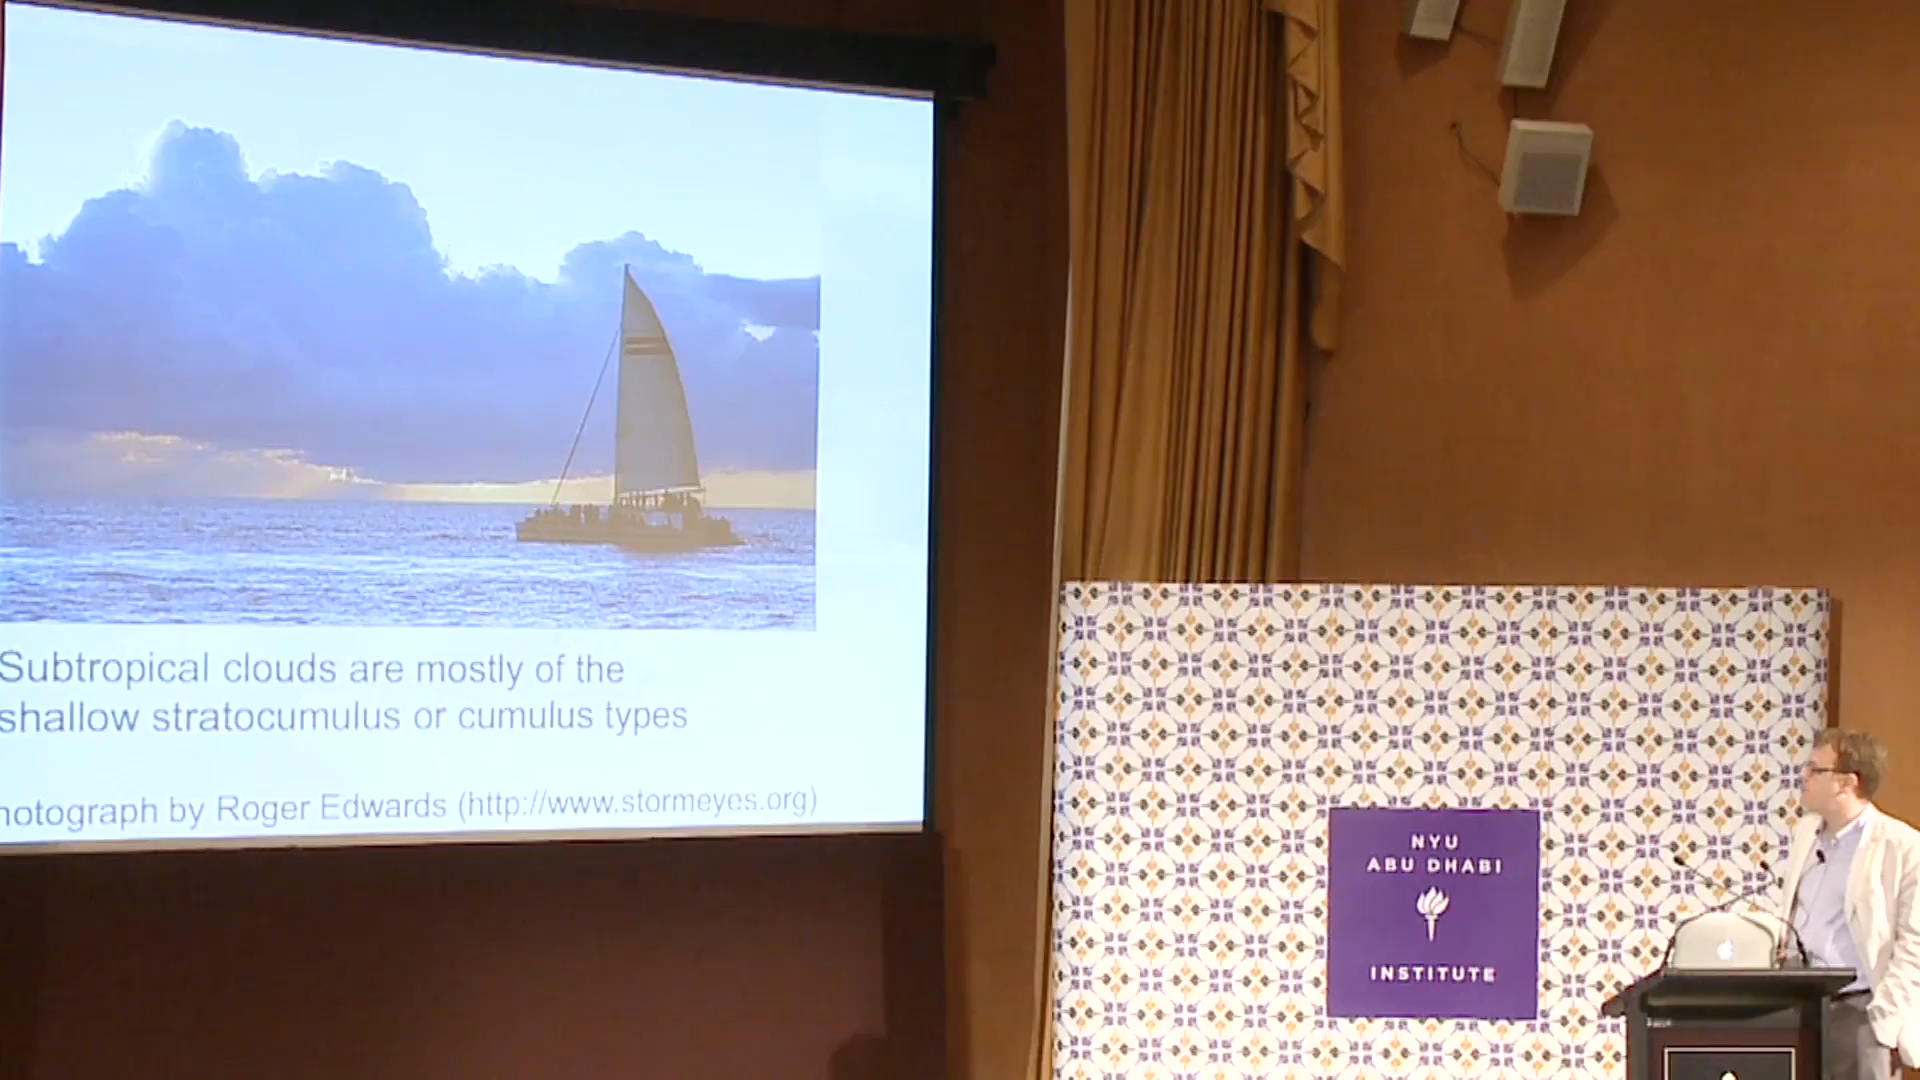 Subtropical clouds are mostly of the
shallow stratocumulus or cumulus types
hotograph by Roger Edwards (http://www.stormeyes.org)
NYU
ABU DHABI
INSTITUTE